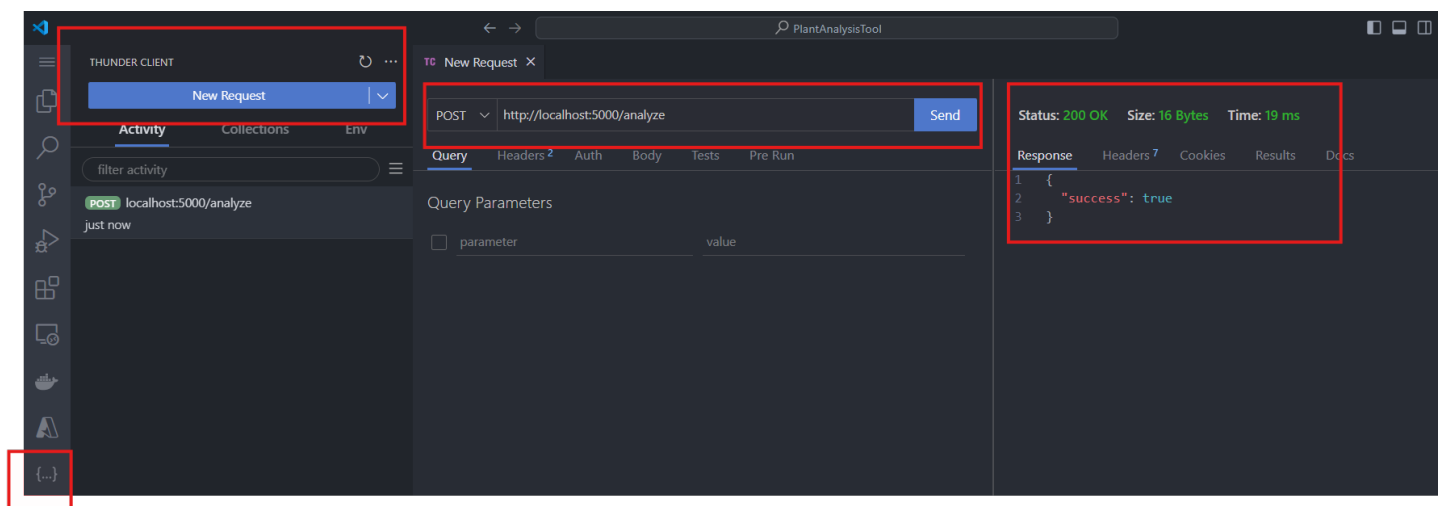 PlantAnalysisTool
THUNDER CLIENT
New Request
Activity Collections Env
filter activity
POST localhost:5000/analyze
just now
{...}
TC New Request
POST http://localhost:5000/analyze Send
Query Headers 2 Auth Body Tests Pre Run
Query Parameters
parameter value
Status: 200 OK Size: 16 Bytes Time: 19 ms
Response Headers 7 Cookies Results Docs
1 {
2 "success": true
3 }